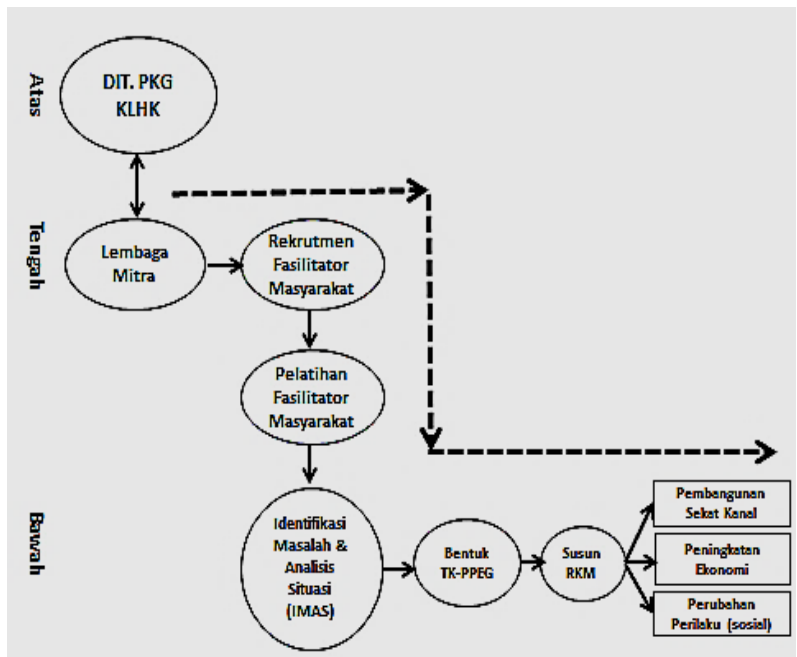 Atas
DIT. PKG
KLHK
Tengah
Lembaga
Mitra
Rekrutmen
Fasilitator
Masyarakat
Pelatihan
Fasilitator
Masyarakat
Bawah
Identifikasi
Masalah &
Analisis
Situasi
(IMAS)
Bentuk
TK-PPEG
Susun
RKM
Pembangunan
Sekat Kanal
Peningkatan
Ekonomi
Perubahan
Perilaku (sosial)